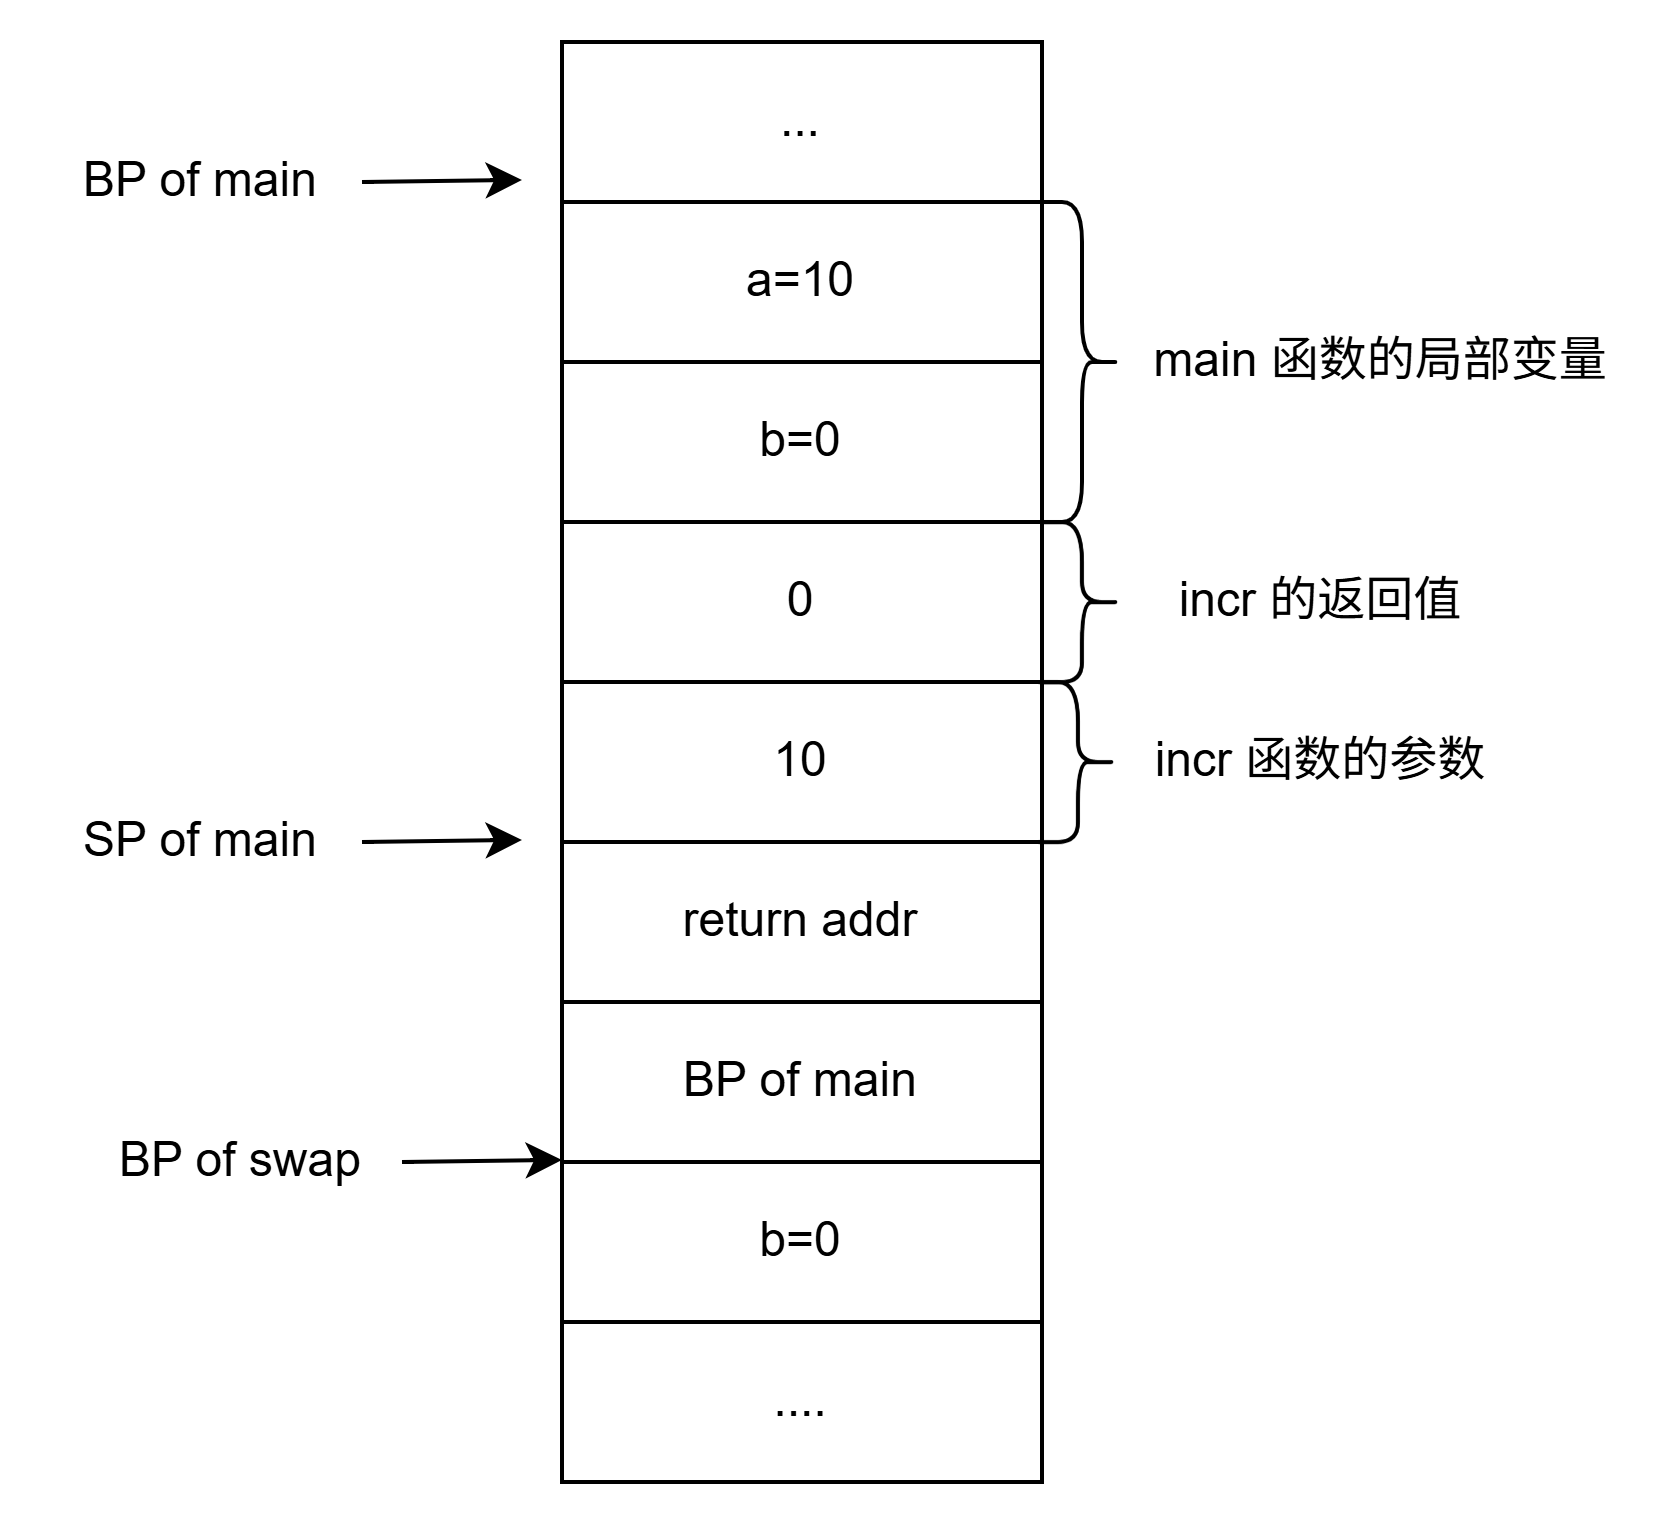 ...
BP of main
a=10
main 函数的局部变量
b=0
0
incr 的返回值
10
incr 函数的参数
SP of main
return addr
BP of main
BP of swap
b=0
....